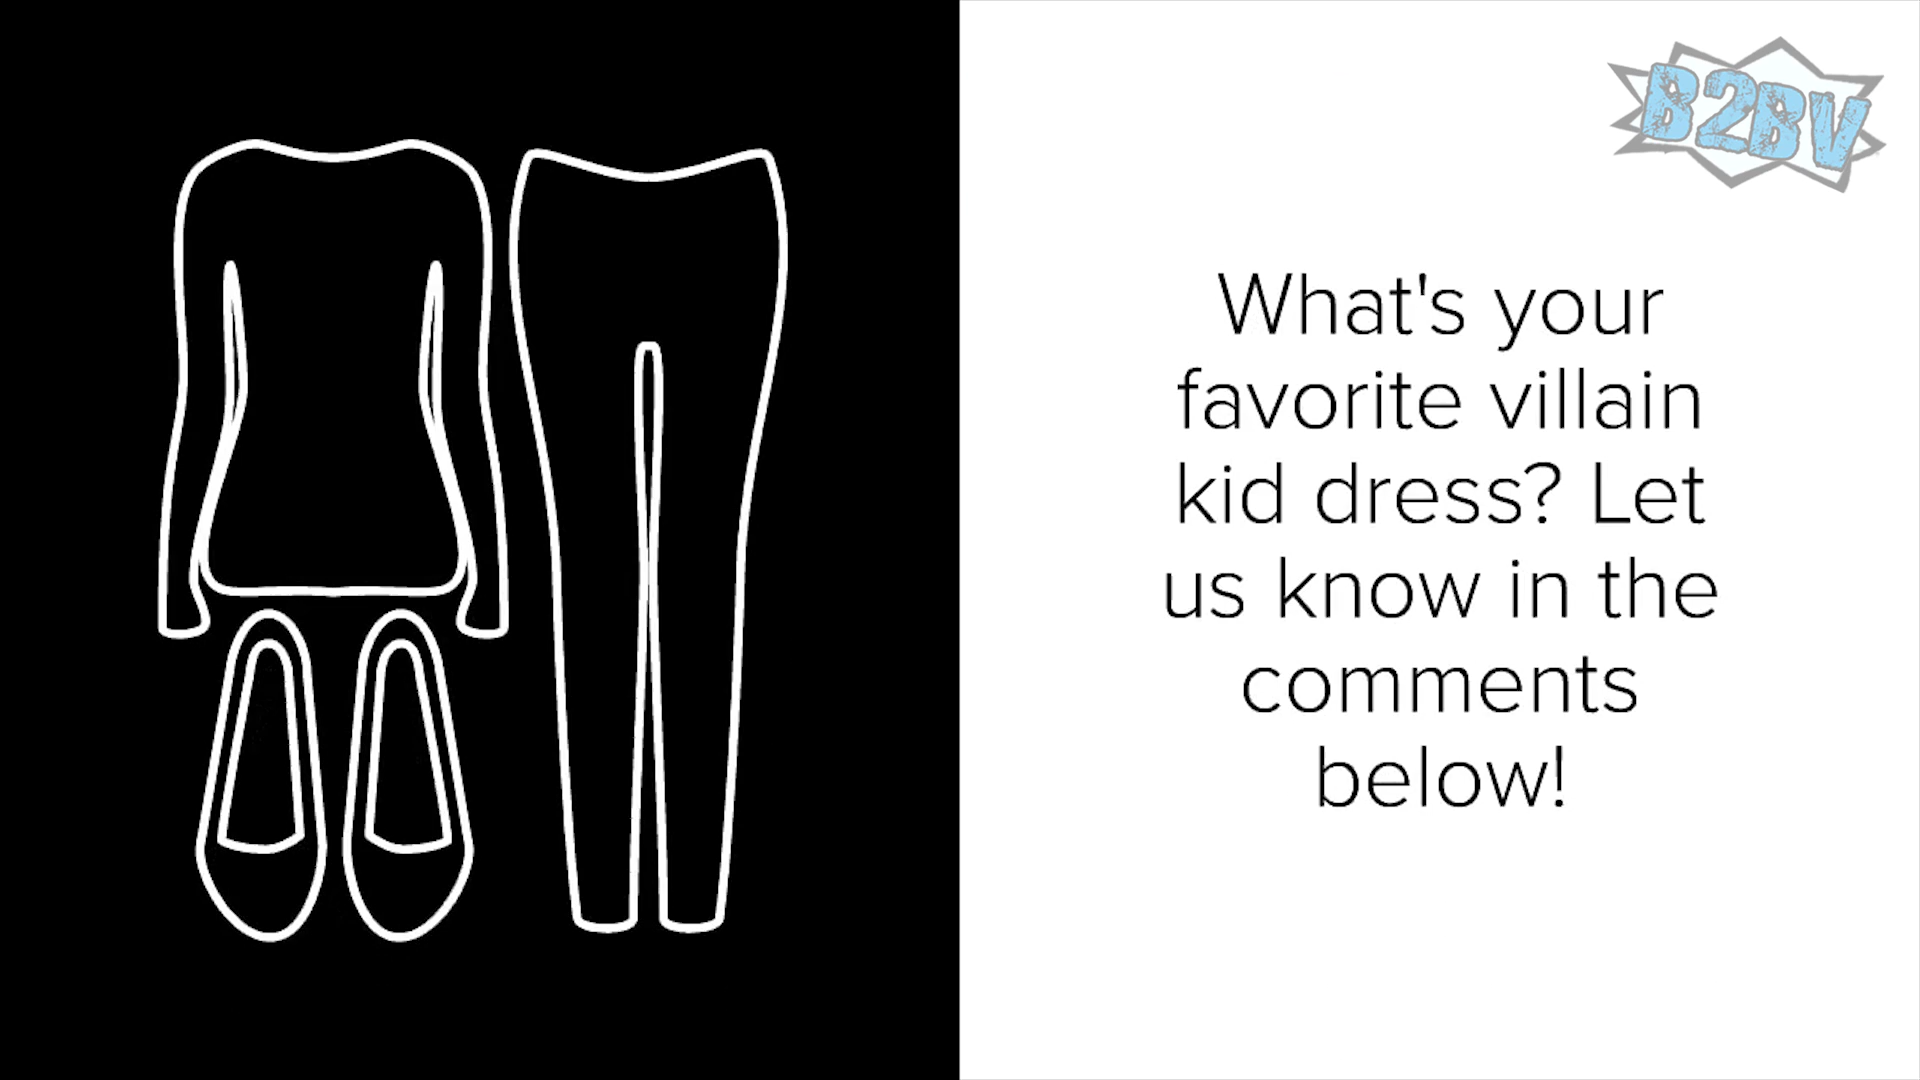 B2BV
What's your
favorite villain
kid dress? Let
us know in the
comments
below!